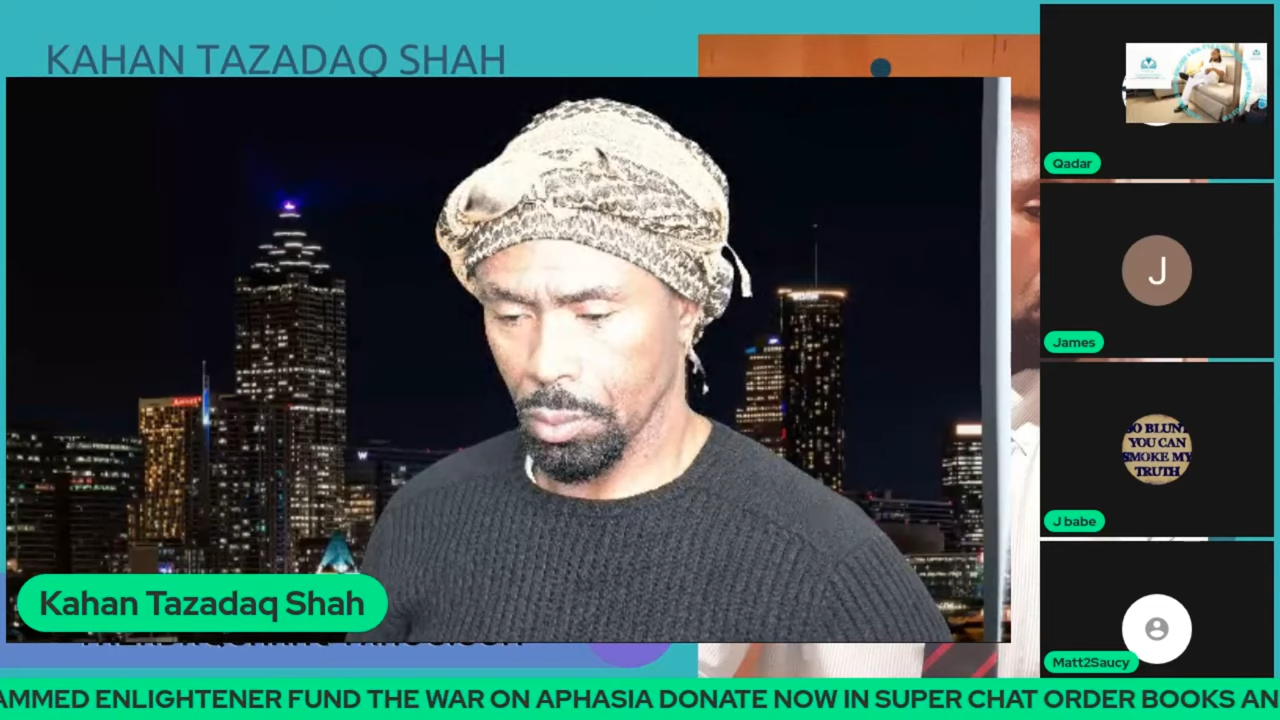 KAHAN TAZADAQ SHAH
Qadar
J
James
SO BLUNT
YOU CAN
SMOKE MY
TRUTH
J babe
Kahan Tazadaq Shah
Matt2Saucy
AMMED ENLIGHTENER FUND THE WAR ON APHASIA DONATE NOW IN SUPER CHAT ORDER BOOKS AN